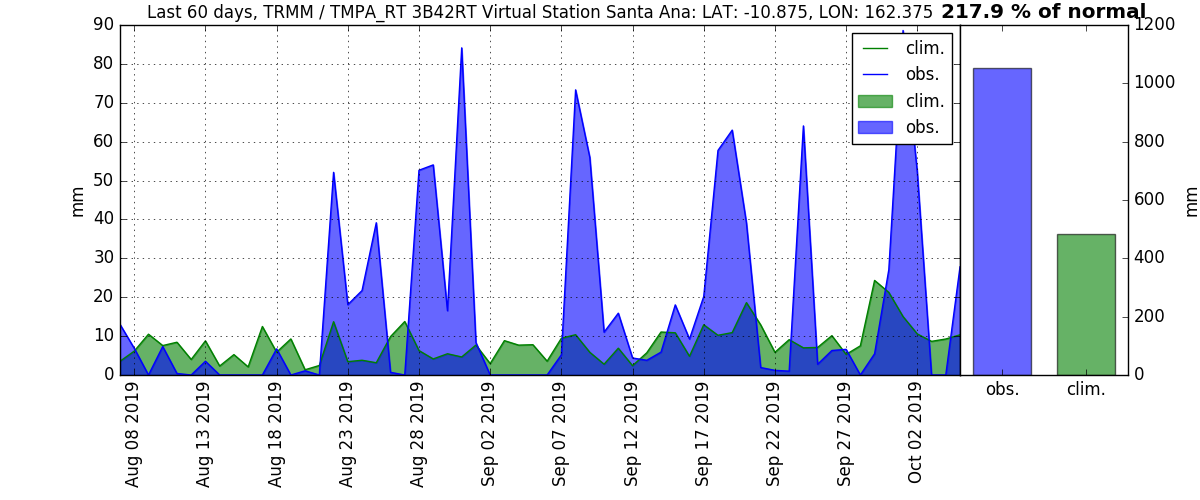 Last 60 days, TRMM / TMPA_RT 3B42RT Virtual Station Santa Ana: LAT: -10.875, LON: 162.375 217.9 % of normal
90
80
70
60
50
40
30
20
10
0
mm
clim.
obs.
clim.
obs.
1200
1000
800
600
400
200
0
mm
obs. clim.
Aug 08 2019
Aug 13 2019
Aug 18 2019
Aug 23 2019
Aug 28 2019
Sep 02 2019
Sep 07 2019
Sep 12 2019
Sep 17 2019
Sep 22 2019
Sep 27 2019
Oct 02 2019